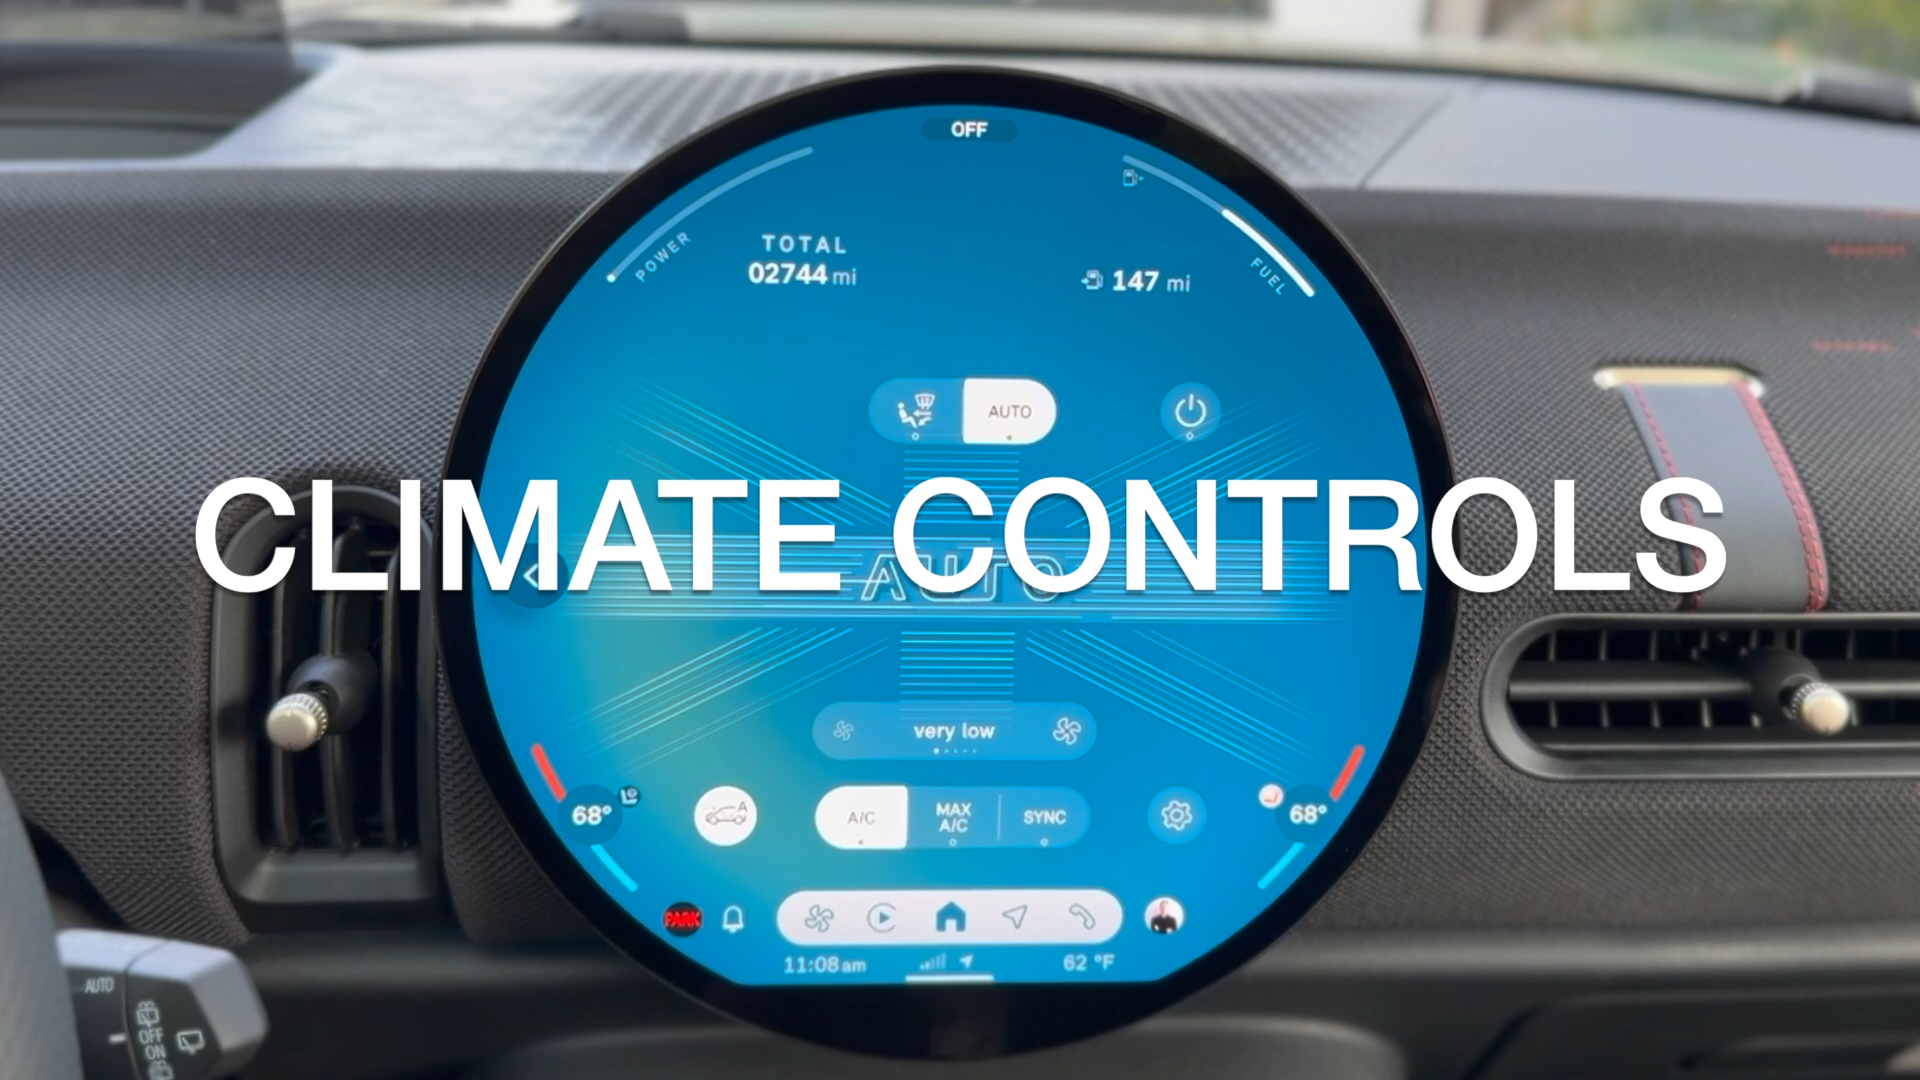 OFF
POWER
TOTAL
02744 mi
147 mi
FUEL
AUTO
CLIMATE CONTROLS
AUTO
very low
68°
A
A/C
MAX
A/C
SYNC
68°
PARK
11:08 am
62 °F
AUTO
OFF
ON